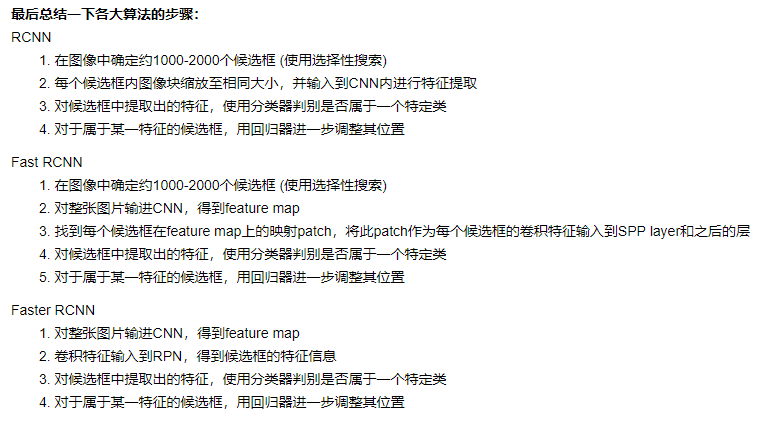 最后总结一下各大算法的步骤：
RCNN
1. 在图像中确定约1000-2000个候选框 (使用选择性搜索)
2. 每个候选框内图像块缩放至相同大小，并输入到CNN内进行特征提取
3. 对候选框中提取出的特征，使用分类器判别是否属于一个特定类
4. 对于属于某一特征的候选框，用回归器进一步调整其位置
Fast RCNN
1. 在图像中确定约1000-2000个候选框 (使用选择性搜索)
2. 对整张图片输进CNN，得到feature map
3. 找到每个候选框在feature map上的映射patch，将此patch作为每个候选框的卷积特征输入到SPP layer和之后的层
4. 对候选框中提取出的特征，使用分类器判别是否属于一个特定类
5. 对于属于某一特征的候选框，用回归器进一步调整其位置
Faster RCNN
1. 对整张图片输进CNN，得到feature map
2. 卷积特征输入到RPN，得到候选框的特征信息
3. 对候选框中提取出的特征，使用分类器判别是否属于一个特定类
4. 对于属于某一特征的候选框，用回归器进一步调整其位置